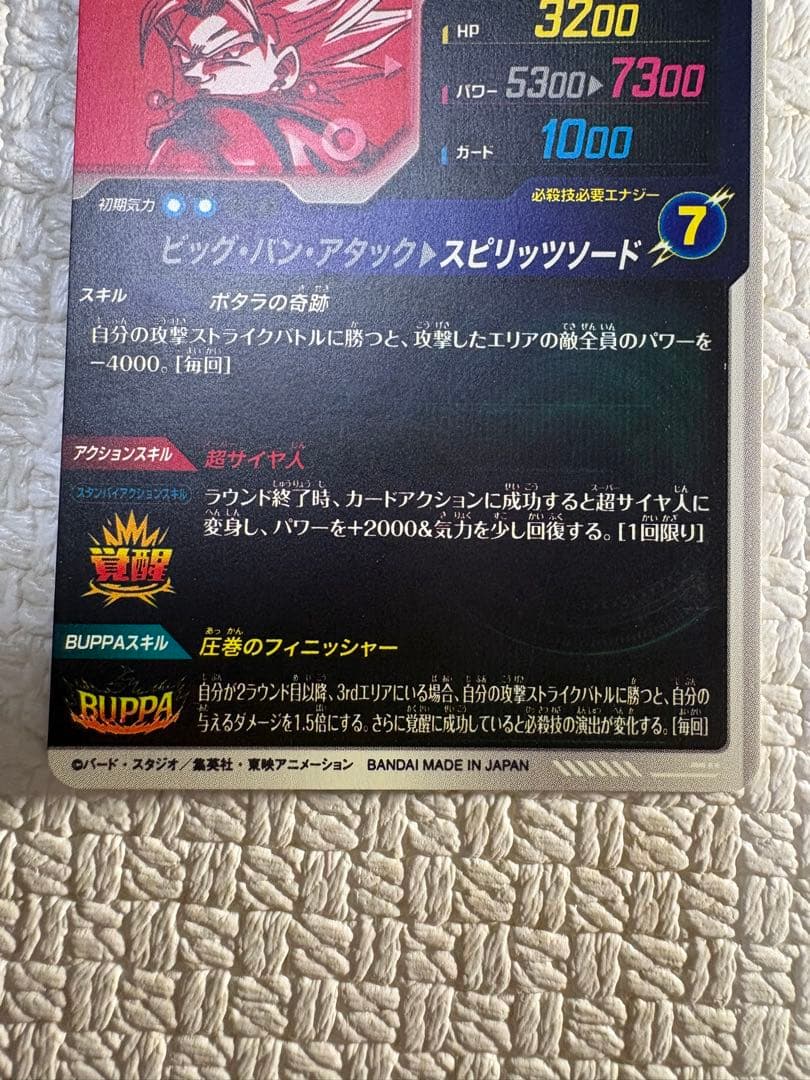 HP 3200
パワー 5300▶7300
ガード 1000
初期気力
必殺技必要エナジー
7
ビッグ・バン・アタック▶スピリッツソード
スキル ポタラの奇跡
自分の攻撃ストライクバトルに勝つと、攻撃したエリアの敵全員のパワーを
−4000。[毎回]
アクションスキル 超サイヤ人
スタンバイアクションスキル
覚醒
ラウンド終了時、カードアクションに成功すると超サイヤ人に
変身し、パワーを+2000&気力を少し回復する。[1回限り]
BUPPAスキル 圧巻のフィニッシャー
BUPPA
自分が2ラウンド目以降、3rdエリアにいる場合、自分の攻撃ストライクバトルに勝つと、自分の
与えるダメージを1.5倍にする。さらに覚醒に成功していると必殺技の演出が変化する。[毎回]
©バード・スタジオ／集英社・東映アニメーション BANDAI MADE IN JAPAN